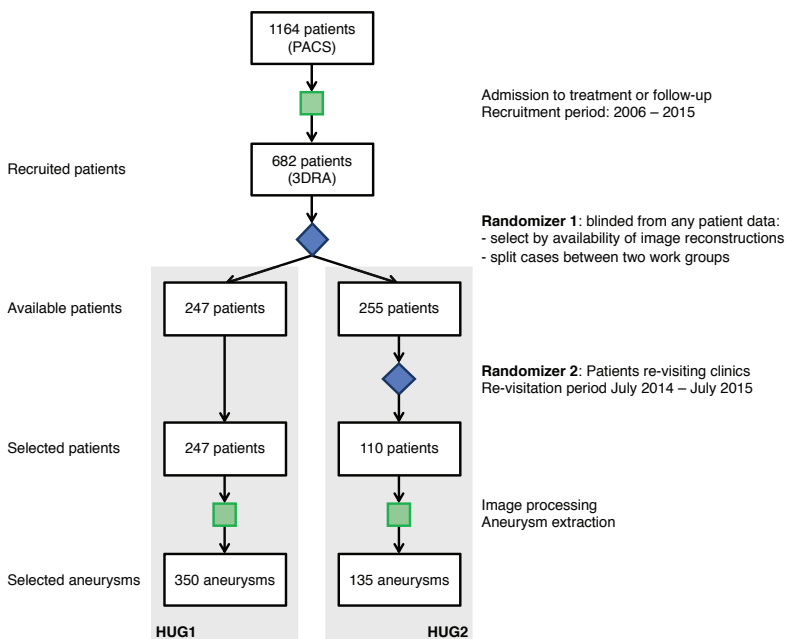 1164 patients
(PACS)
Admission to treatment or follow-up
Recruitment period: 2006 – 2015
Recruited patients
682 patients
(3DRA)
Randomizer 1: blinded from any patient data:
- select by availability of image reconstructions
- split cases between two work groups
Available patients
247 patients
255 patients
Randomizer 2: Patients re-visiting clinics
Re-visitation period July 2014 – July 2015
Selected patients
247 patients
110 patients
Image processing
Aneurysm extraction
Selected aneurysms
350 aneurysms
135 aneurysms
HUG1
HUG2